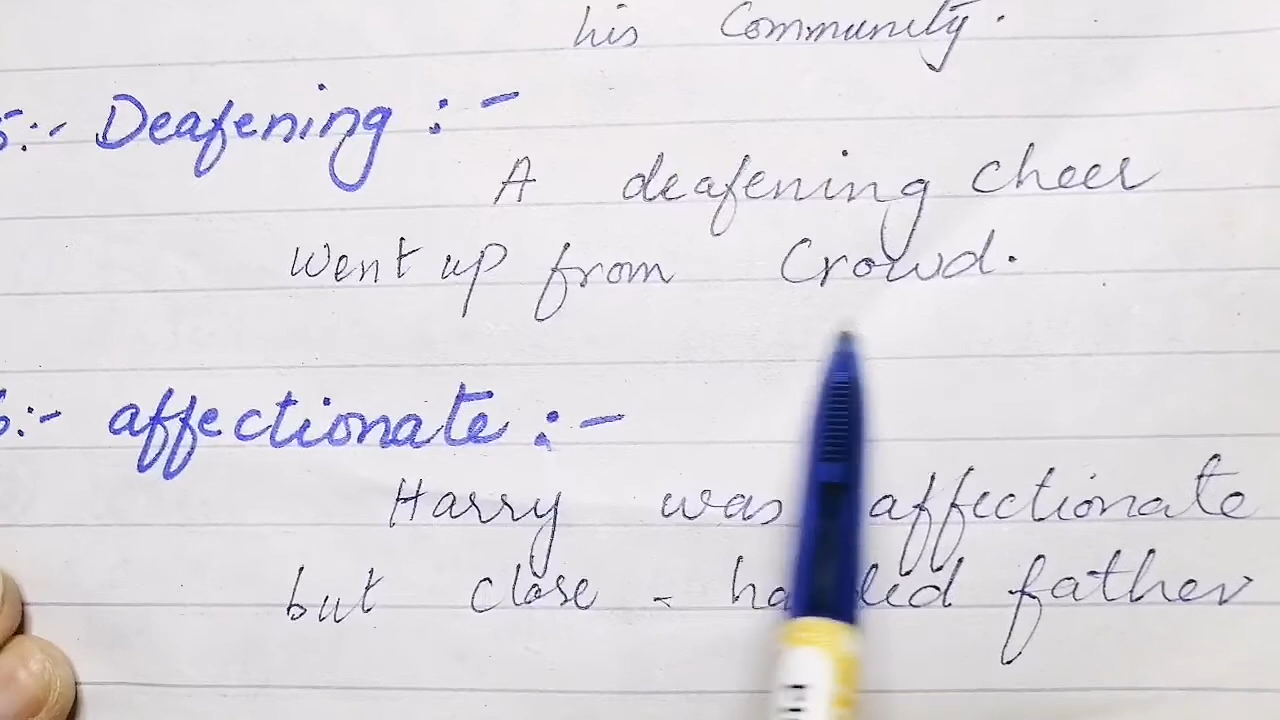 his Community.
5:- Deafening :-
A deafening cheer
went up from Crowd.
6:- affectionate :-
Harry was affectionate
but close - father